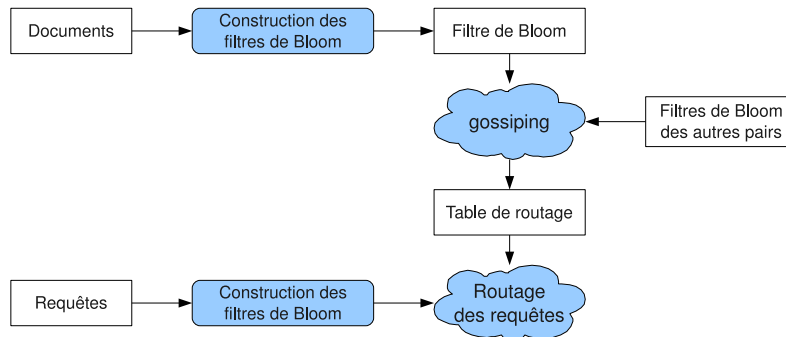 Documents
Construction des
filtres de Bloom
Filtre de Bloom
gossiping
Filtres de Bloom
des autres pairs
Table de routage
Requêtes
Construction des
filtres de Bloom
Routage
des requêtes